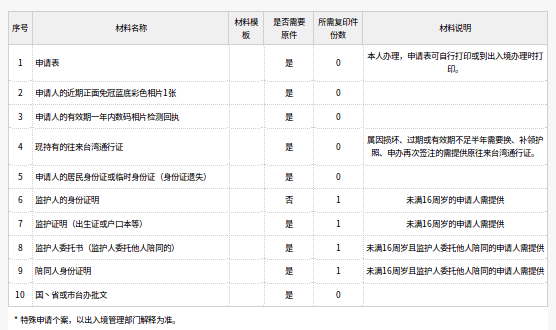 序号 材料名称 材料模板 是否需要原件 所需复印件份数 材料说明
1 申请表 是 0 本人办理，申请表可自行打印或到出入境办理时打印。
2 申请人的近期正面免冠蓝底彩色相片1张 是 0
3 申请人的有效期一年内数码相片检测回执 是 0
4 现持有的往来台湾通行证 是 0 属因损坏、过期或有效期不足半年需要换、补领护照、申办再次签注的需提供原往来台湾通行证。
5 申请人的居民身份证或临时身份证（身份证遗失） 是 0
6 监护人的身份证明 否 1 未满16周岁的申请人需提供
7 监护证明（出生证或户口本等） 是 1 未满16周岁的申请人需提供
8 监护人委托书（监护人委托他人陪同的） 是 1 未满16周岁且监护人委托他人陪同的申请人需提供
9 陪同人身份证明 是 1 未满16周岁且监护人委托他人陪同的申请人需提供
10 国丶省或市台办批文 是 0
* 特殊申请个案，以出入境管理部门解释为准。